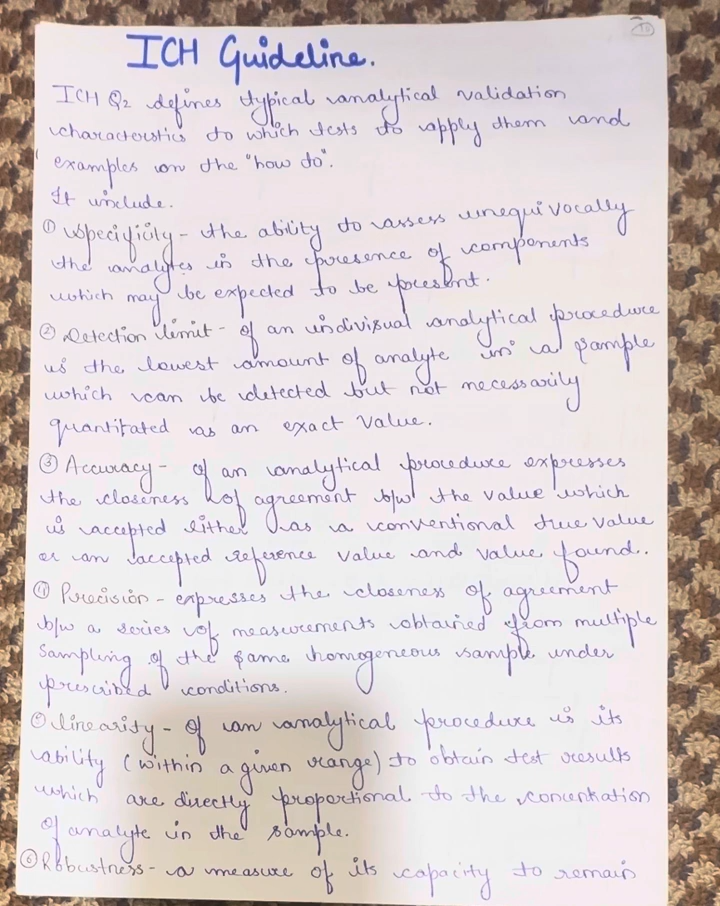 10
ICH Guideline.
ICH Q2 defines typical analytical validation
characteristics to which tests to apply them and
examples on the "how to".
It include.
① specificity - the ability to assess unequivocally
the analytes in the presence of components
which may be expected to be present.
② Detection limit - of an indivisual analytical procedure
is the lowest amount of analyte in a sample
which can be detected but not necessarily
quantitated as an exact value.
③ Accuracy - of an analytical procedure expresses
the closeness of agreement b/w the value which
is accepted either as a conventional true value
or an accepted reference value and value found..
④ Precision - expresses the closeness of agreement
b/w a series of measurements obtained from multiple
sampling of the same homogeneous sample under
prescribed conditions.
⑤ linearity - of an analytical procedure is its
ability (within a given range) to obtain test results
which are directly proportional to the concentration
of analyte in the sample.
⑥ Robustness - a measure of its capacity to remain